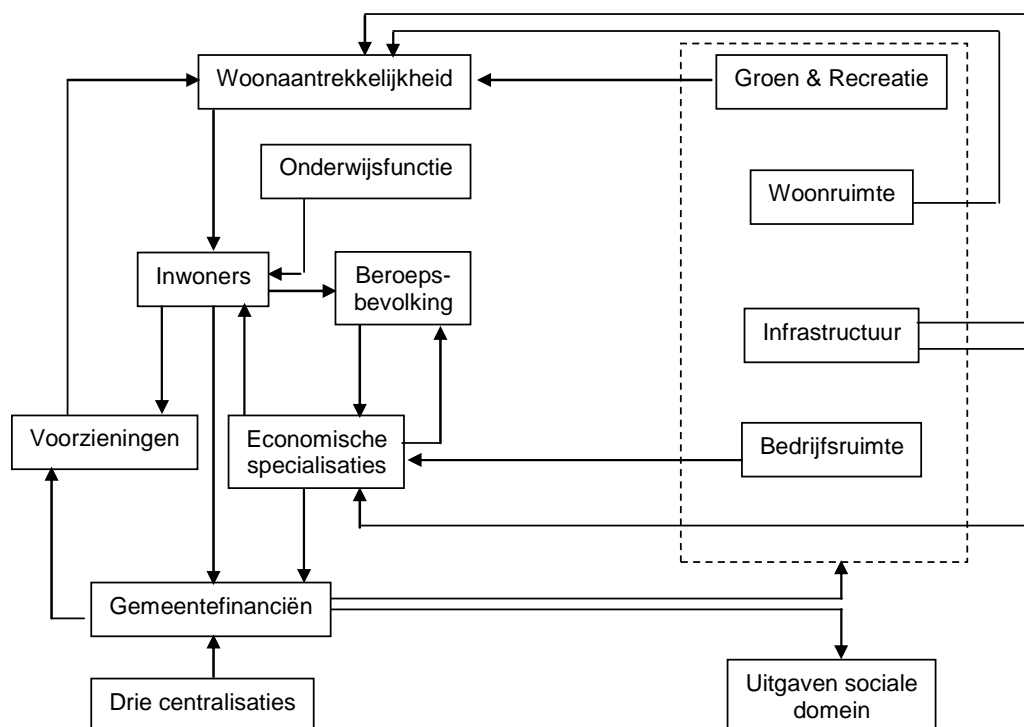 Woonaantrekkelijkheid
Groen & Recreatie
Onderwijsfunctie
Woonruimte
Inwoners
Beroeps-
bevolking
Infrastructuur
Voorzieningen
Economische
specialisaties
Bedrijfsruimte
Gemeentefinanciën
Drie centralisaties
Uitgaven sociale
domein